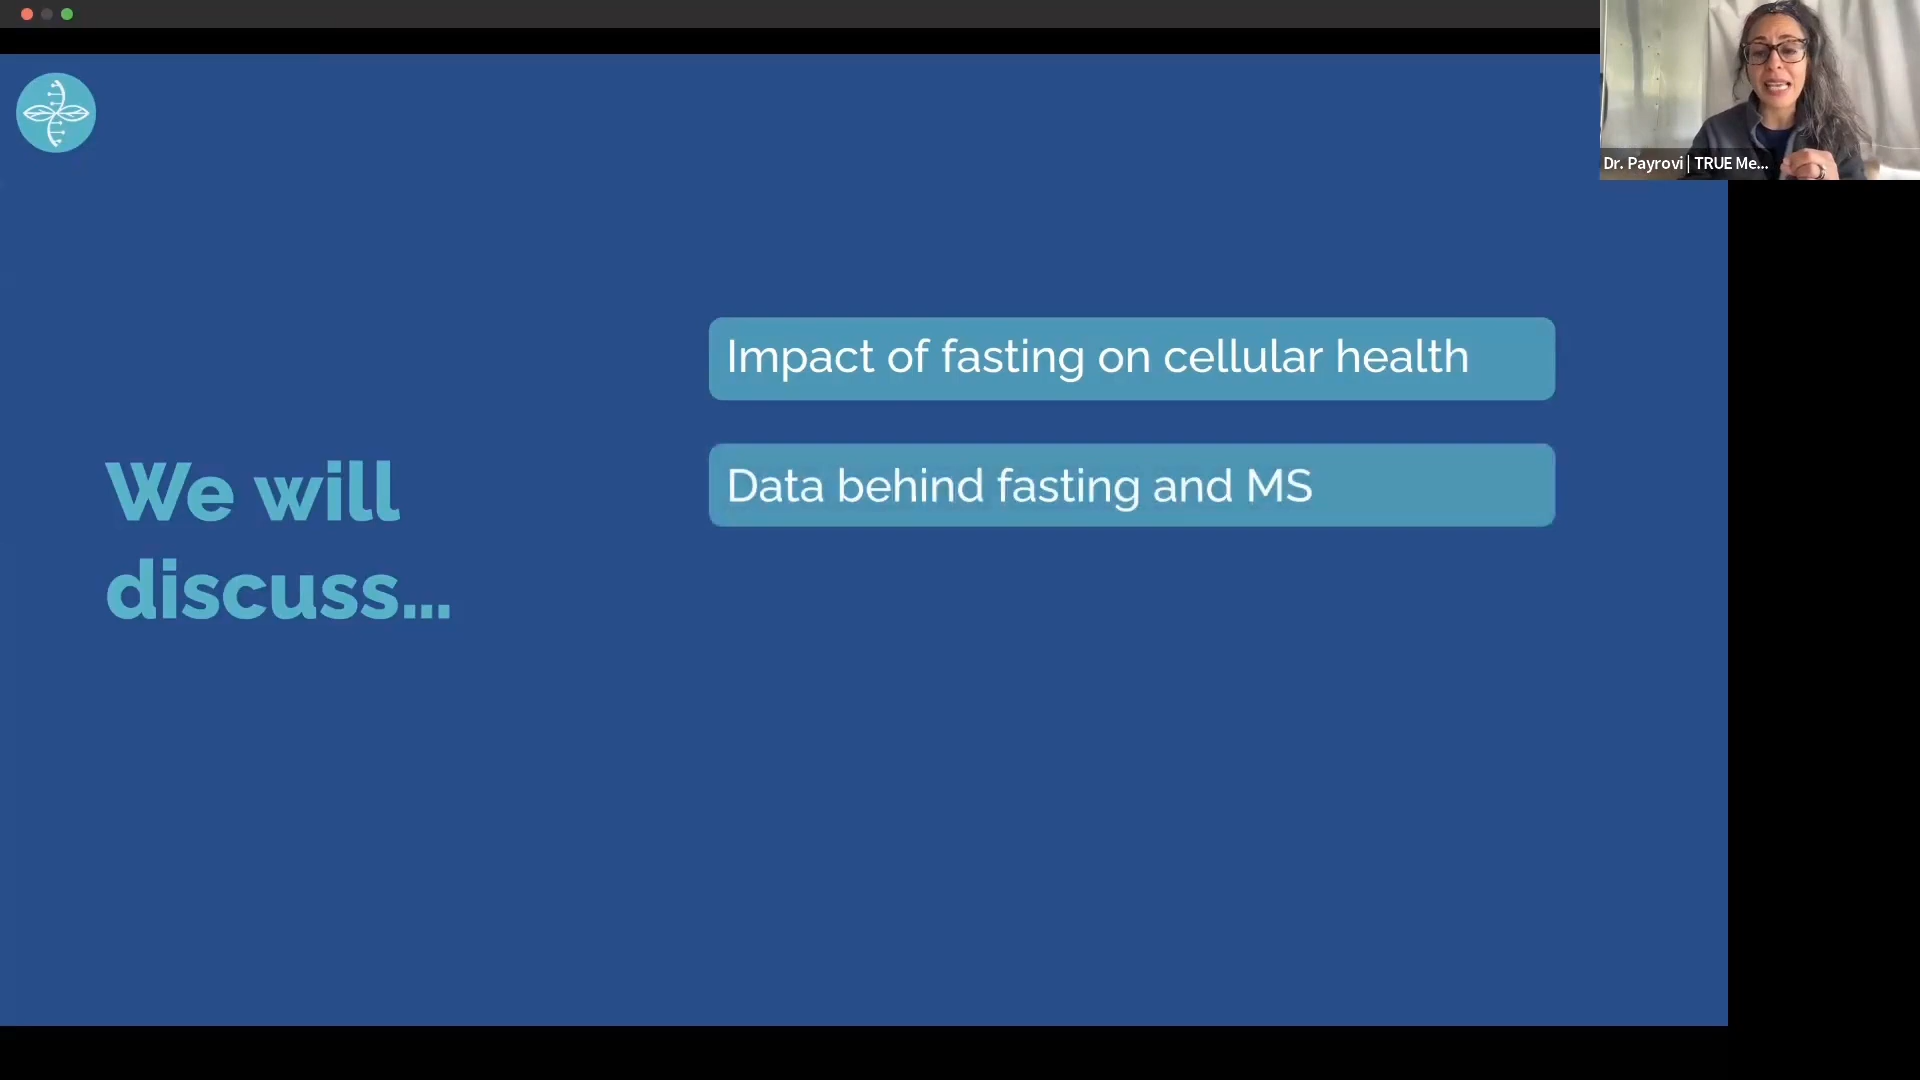 Dr. Payrovi | TRUE Me...
Impact of fasting on cellular health
Data behind fasting and MS
We will
discuss...